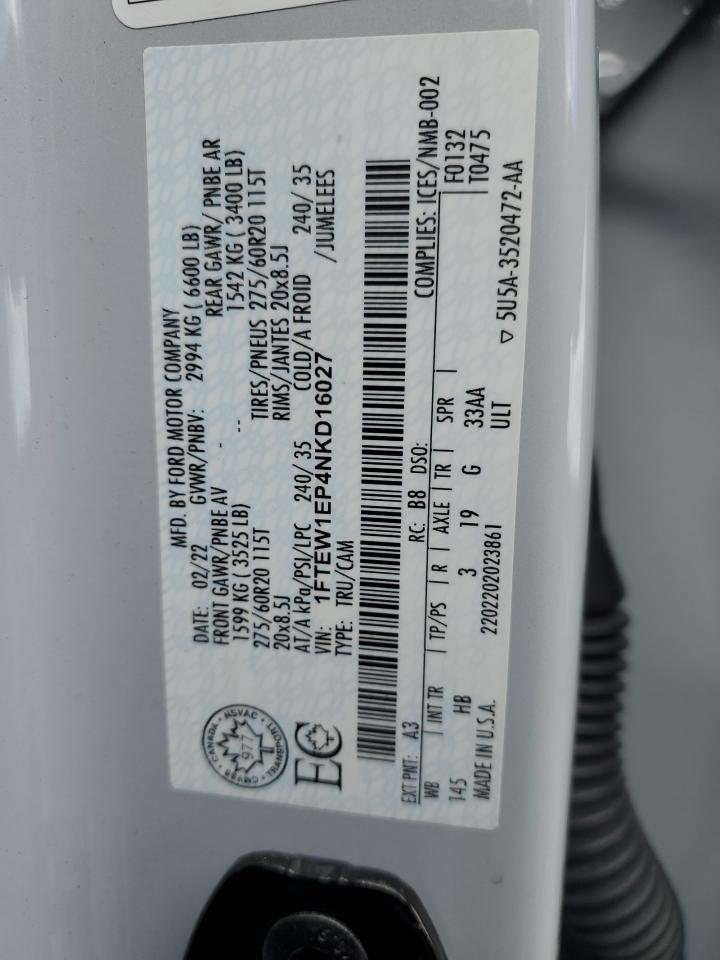 MFD. BY FORD MOTOR COMPANY
DATE: 02/22 GVWR/PNBV: 2994 KG ( 6600 LB)
FRONT GAWR/PNBE AV - REAR GAWR/ PNBE AR
1599 KG ( 3525 LB) -- 1542 KG ( 3400 LB)
275/60R20 115T TIRES/PNEUS 275/60R20 115T
20x8.5J RIMS/JANTES 20x8.5J
AT/A kPa/PSI/LPC 240/ 35 COLD/A FROID 240/ 35
VIN: 1FTEW1EP4NKD16027 /JUMELEES
TYPE: TRU/CAM
CANADA · NSVAC · TRANSPORT · CMVSS
977
EC
EXT PNT: A3 RC: B8 DSO: COMPLIES: ICES/NMB-002
WB | INT TR | TP/PS | R | AXLE | TR | SPR | F0132
145 HB 3 19 G 33AA T0475
MADE IN U.S.A. 2202202023861 ULT ▽ 5U5A-3520472-AA